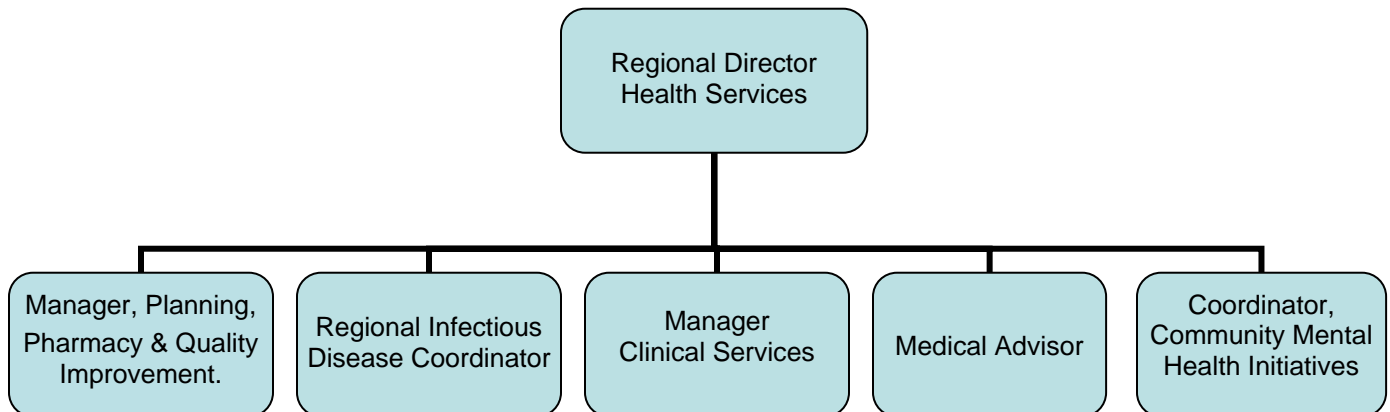 Regional Director
Health Services
Manager, Planning,
Pharmacy & Quality
Improvement.
Regional Infectious
Disease Coordinator
Manager
Clinical Services
Medical Advisor
Coordinator,
Community Mental
Health Initiatives